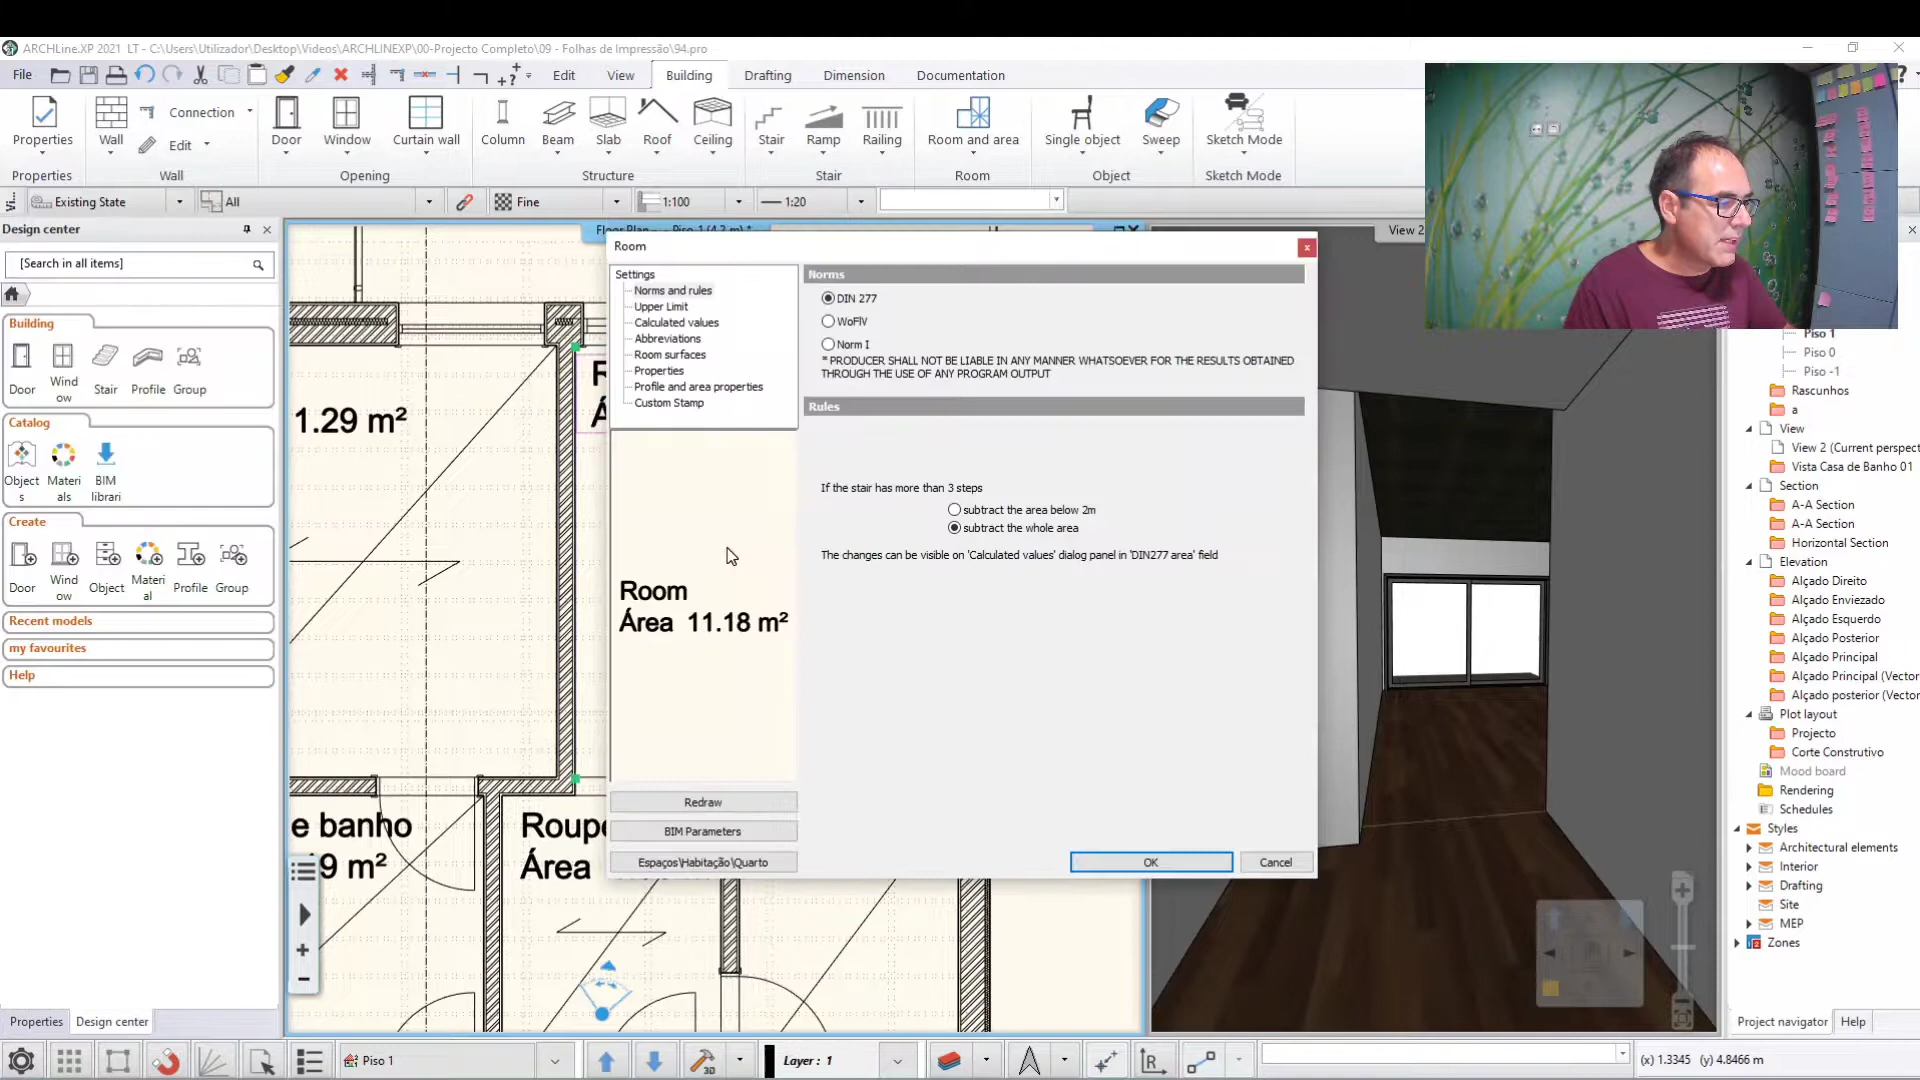 ARCHLine.XP 2021 LT - C:\Users\Utilizador\Desktop\Videos\ARCHLINEXP\00-Projecto Completo\09 - Folhas de Impressão\94.pro
File
Edit
View
Building
Drafting
Dimension
Documentation
Properties
Wall
Connection
Edit
Door
Window
Curtain wall
Column
Beam
Slab
Roof
Ceiling
Stair
Ramp
Railing
Room and area
Single object
Sweep
Sketch Mode
Properties
Wall
Opening
Structure
Stair
Room
Object
Sketch Mode
Existing State
All
Fine
1:100
1:20
Design center
[Search in all items]
Building
Door
Wind
ow
Stair
Profile
Group
Catalog
Object
s
Materi
als
BIM
librari
Create
Door
Wind
ow
Object
Materi
al
Profile
Group
Recent models
my favourites
Help
Properties
Design center
1.29 m²
e banho
9 m²
Roup
Área
Room
Settings
Norms and rules
Upper Limit
Calculated values
Abbreviations
Room surfaces
Properties
Profile and area properties
Custom Stamp
Room
Área 11.18 m²
Redraw
BIM Parameters
Espaços\Habitação\Quarto
Norms
DIN 277
WoFlV
Norm I
* PRODUCER SHALL NOT BE LIABLE IN ANY MANNER WHATSOEVER FOR THE RESULTS OBTAINED
THROUGH THE USE OF ANY PROGRAM OUTPUT
Rules
If the stair has more than 3 steps
subtract the area below 2m
subtract the whole area
The changes can be visible on 'Calculated values' dialog panel in 'DIN277 area' field
OK
Cancel
View 2
Piso 1
Piso 0
Piso -1
Rascunhos
a
View
View 2 (Current perspect
Vista Casa de Banho 01
Section
A-A Section
A-A Section
Horizontal Section
Elevation
Alçado Direito
Alçado Enviezado
Alçado Esquerdo
Alçado Posterior
Alçado Principal
Alçado Principal (Vector
Alçado posterior (Vector
Plot layout
Projecto
Corte Construtivo
Mood board
Rendering
Schedules
Styles
Architectural elements
Interior
Drafting
Site
MEP
Zones
Project navigator
Help
Piso 1
3D
Layer : 1
(x) 1.3345 (y) 4.8466 m